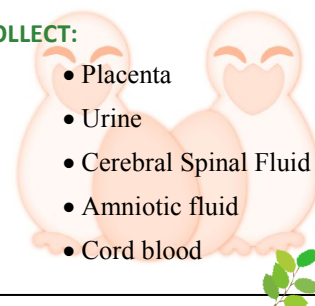 OLLECT:
• Placenta
• Urine
• Cerebral Spinal Fluid
• Amniotic fluid
• Cord blood